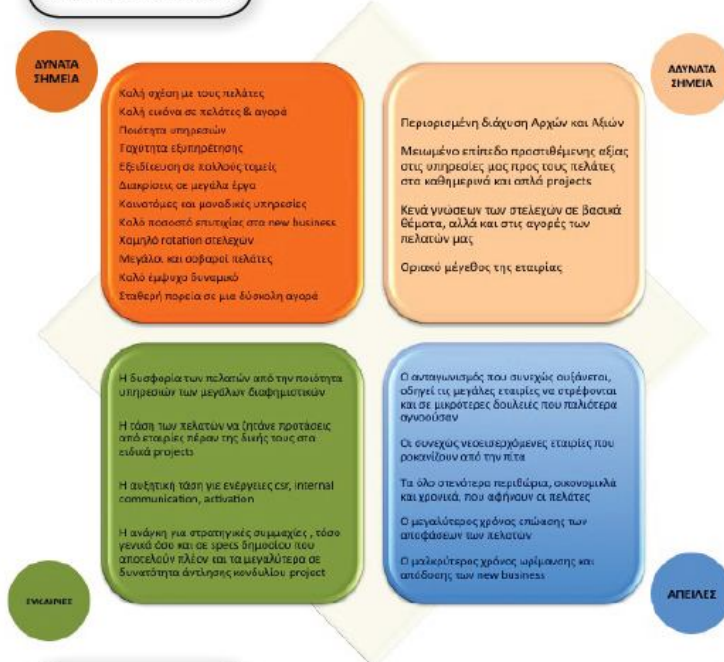 ΔΥΝΑΤΑ
ΣΗΜΕΙΑ
Καλή σχέση με τους πελάτες
Καλή εικόνα σε πελάτες & αγορά
Ποιότητα υπηρεσιών
Ταχύτητα εξυπηρέτησης
Εξειδίκευση σε πολλούς τομείς
Διακρίσεις σε μεγάλα έργα
Καινοτόμες και μοναδικές υπηρεσίες
Καλό ποσοστό επιτυχίας στα new business
Χαμηλό rotation στελεχών
Μεγάλοι και σοβαροί πελάτες
Καλό έμψυχο δυναμικό
Σταθερή πορεία σε μια δύσκολη αγορά
ΑΔΥΝΑΤΑ
ΣΗΜΕΙΑ
Περιορισμένη διάχυση Αρχών και Αξιών
Μειωμένο επίπεδο προστιθέμενης αξίας
στις υπηρεσίες μας προς τους πελάτες
στα καθημερινά και απλά projects
Κενά γνώσεων των στελεχών σε βασικά
θέματα, αλλά και στις αγορές των
πελατών μας
Οριακό μέγεθος της εταιρίας
Η δυσφορία των πελατών από την ποιότητα
υπηρεσιών των μεγάλων διαφημιστικών
Η τάση των πελατών να ζητάνε προτάσεις
από εταιρίες πέραν της δικής τους στα
ειδικά projects
Η αυξητική τάση για ενέργειες csr, internal
communication, activation
Η ανάγκη για στρατηγικές συμμαχίες , τόσο
γενικά όσο και σε specs δημοσίου που
αποτελούν πλέον και τα μεγαλύτερα σε
δυνατότητα άντλησης κονδυλίου project
ΕΥΚΑΙΡΙΕΣ
Ο ανταγωνισμός που συνεχώς αυξάνεται,
οδηγεί τις μεγάλες εταιρίες να στρέφονται
και σε μικρότερες δουλειές που παλιότερα
αγνοούσαν
Οι συνεχώς νεοεισερχόμενες εταιρίες που
ροκανίζουν από την πίτα
Τα όλο στενότερα περιθώρια, οικονομικά
και χρονικά, που αφήνουν οι πελάτες
Ο μεγαλύτερος χρόνος επώασης των
αποφάσεων των πελατών
Ο μακρύτερος χρόνος ωρίμανσης και
απόδοσης των new business
ΑΠΕΙΛΕΣ